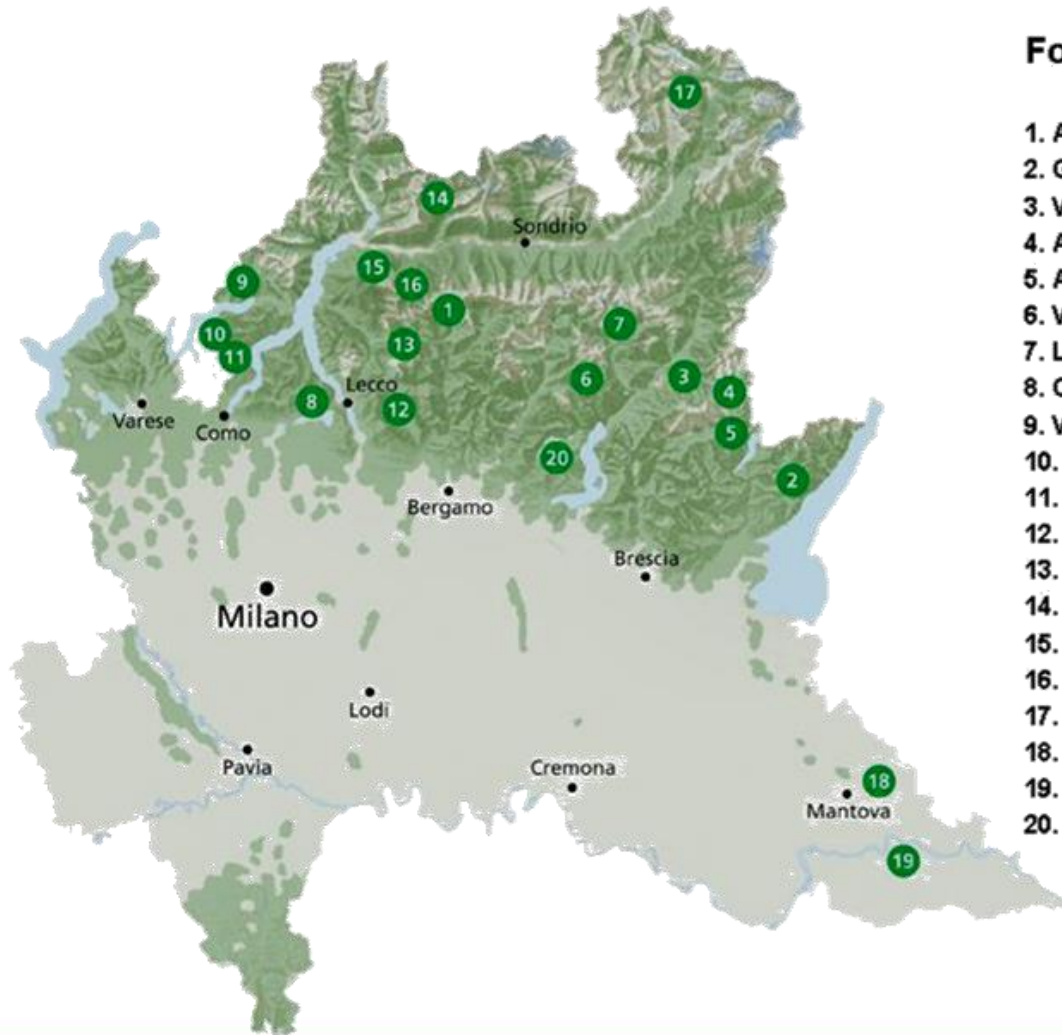 Fo
1. A
2. G
3. V
4. A
5. A
6. V
7. L
8. C
9. V
10.
11.
12.
13.
14.
15.
16.
17.
18.
19.
20.
17
14
Sondrio
15
9
16
1
10
7
13
11
6
3
4
Lecco
8
12
Varese
Como
5
20
2
Bergamo
Brescia
Milano
Lodi
Pavia
Cremona
18
Mantova
19